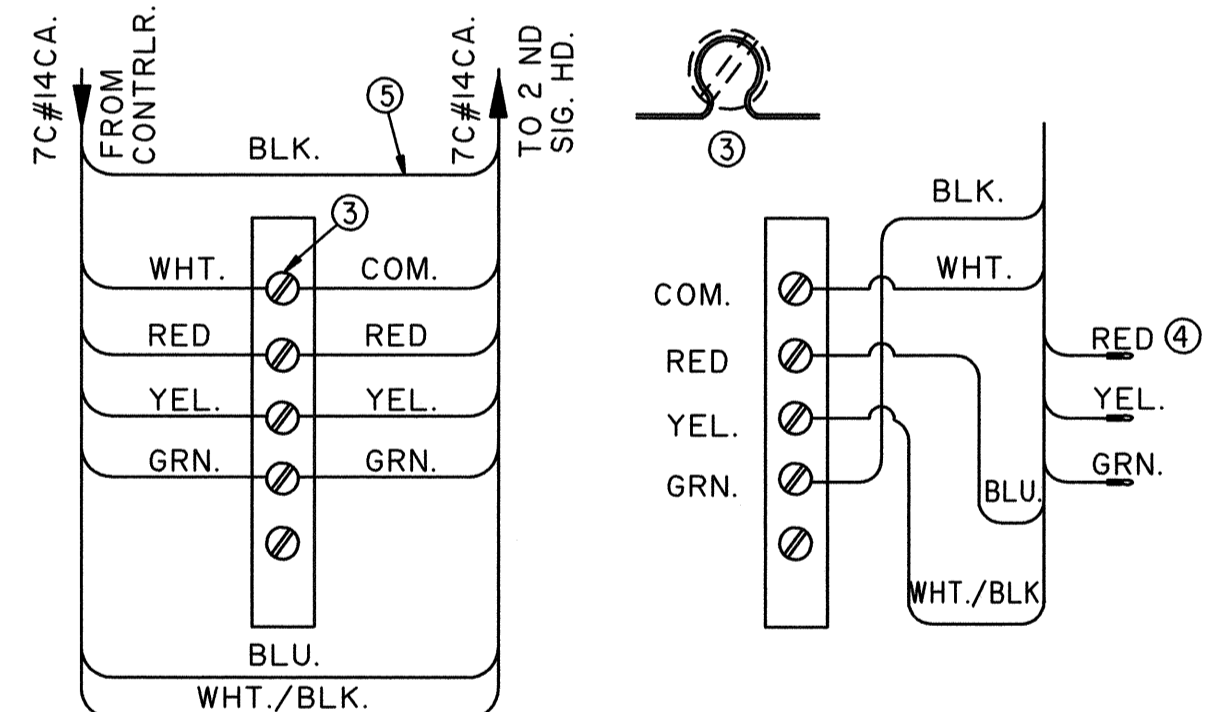 7C#14CA.
FROM
CONTRLR.
7C#14CA.
TO 2 ND
SIG. HD.
BLK.
5
3
WHT.
COM.
RED
RED
YEL.
YEL.
GRN.
GRN.
BLU.
WHT./BLK.
3
BLK.
WHT.
COM.
RED
YEL.
GRN.
RED 4
YEL.
GRN.
BLU.
WHT./BLK